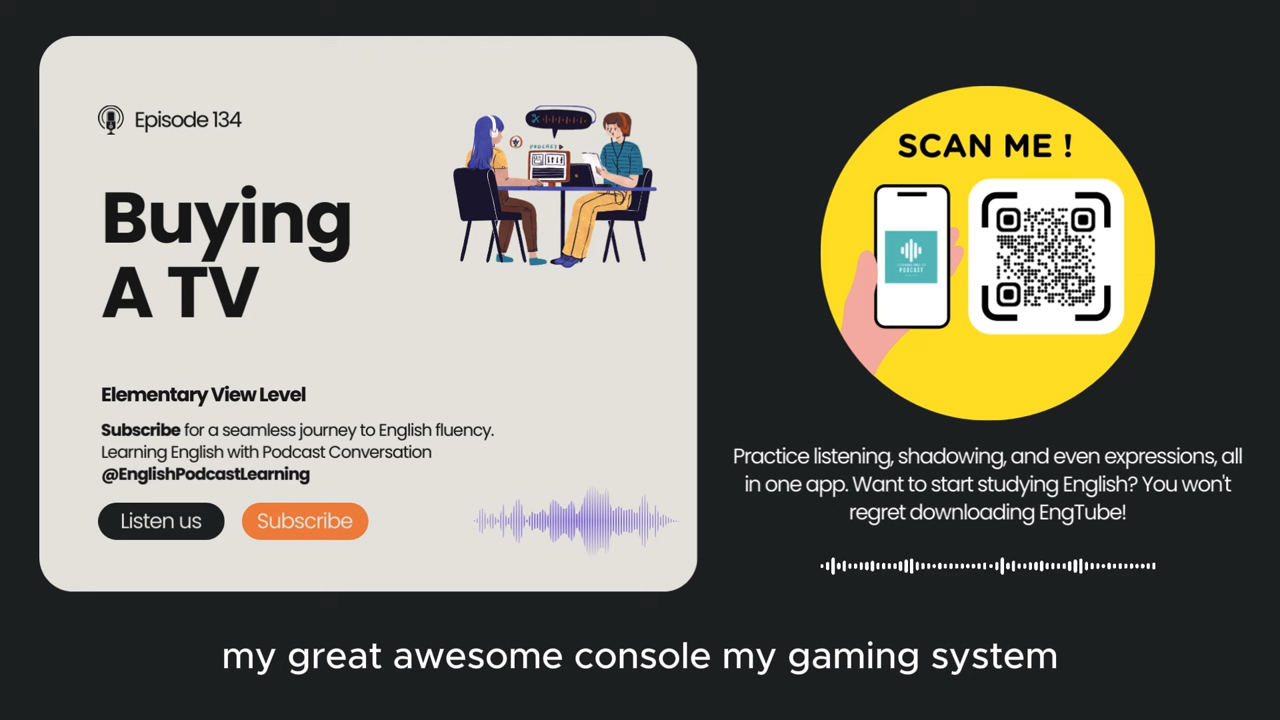 Episode 134
PODCAST
Buying
A TV
Elementary View Level
Subscribe for a seamless journey to English fluency.
Learning English with Podcast Conversation
@EnglishPodcastLearning
Listen us
Subscribe
SCAN ME !
PODCAST
Practice listening, shadowing, and even expressions, all
in one app. Want to start studying English? You won't
regret downloading EngTube!
my great awesome console my gaming system